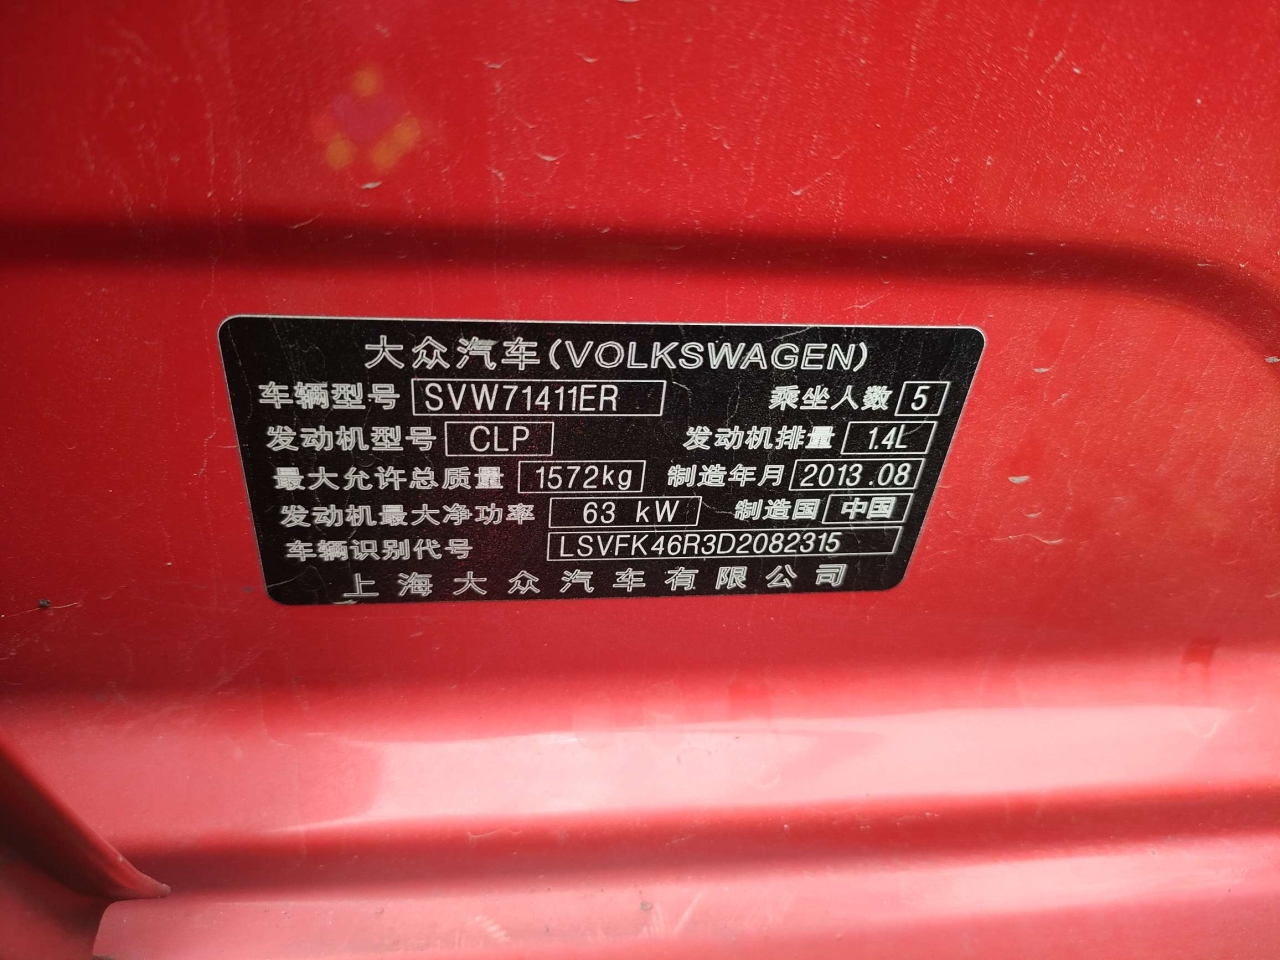 大众汽车(VOLKSWAGEN)
车辆型号 SVW71411ER 乘坐人数 5
发动机型号 CLP 发动机排量 1.4L
最大允许总质量 1572kg 制造年月 2013.08
发动机最大净功率 63 kW 制造国 中国
车辆识别代号 LSVFK46R3D2082315
上海大众汽车有限公司